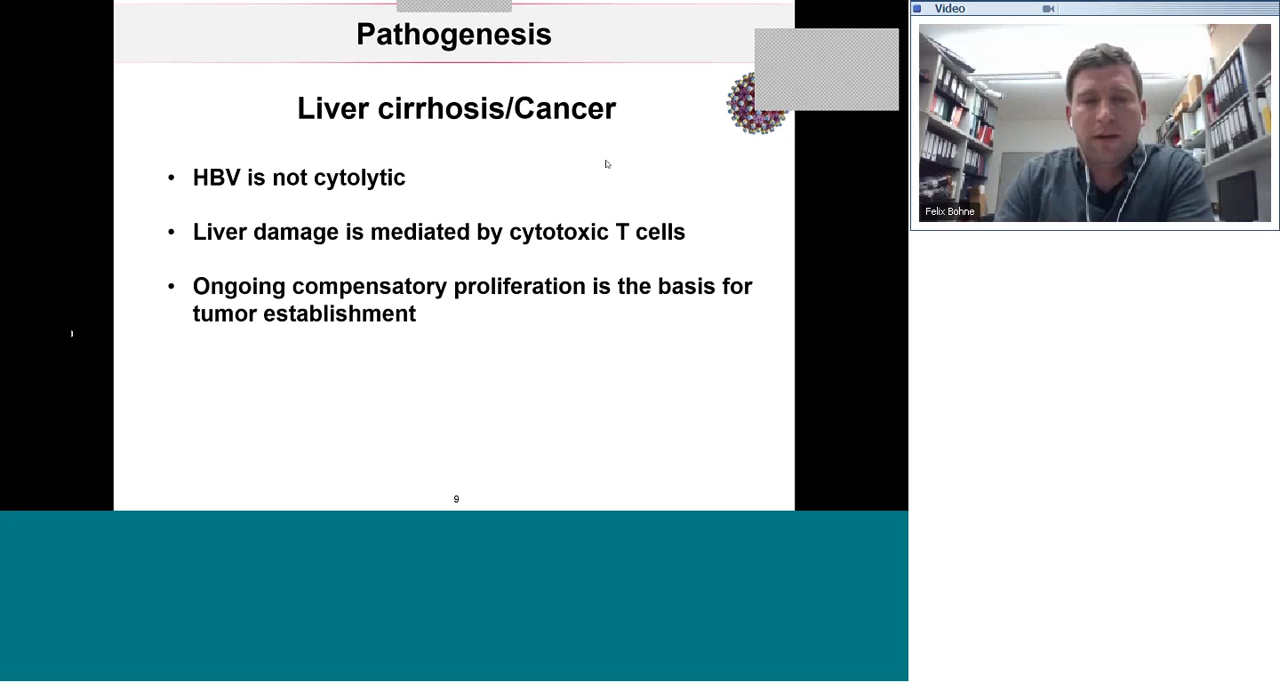 Pathogenesis
Liver cirrhosis/Cancer
• HBV is not cytolytic
• Liver damage is mediated by cytotoxic T cells
• Ongoing compensatory proliferation is the basis for
tumor establishment
9
Video
Felix Bohne